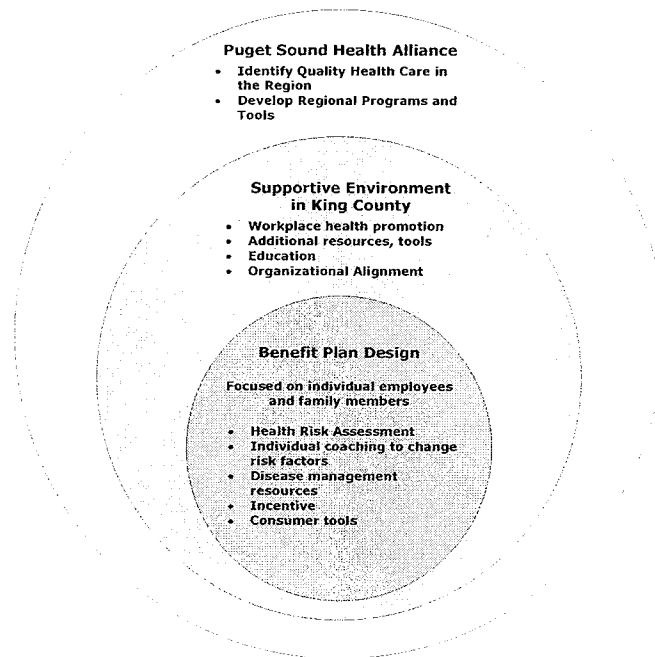 Puget Sound Health Alliance
• Identify Quality Health Care in
the Region
• Develop Regional Programs and
Tools
Supportive Environment
in King County
• Workplace health promotion
• Additional resources, tools
• Education
• Organizational Alignment
Benefit Plan Design
Focused on individual employees
and family members
• Health Risk Assessment
• Individual coaching to change
risk factors
• Disease management
resources
• Incentive
• Consumer tools